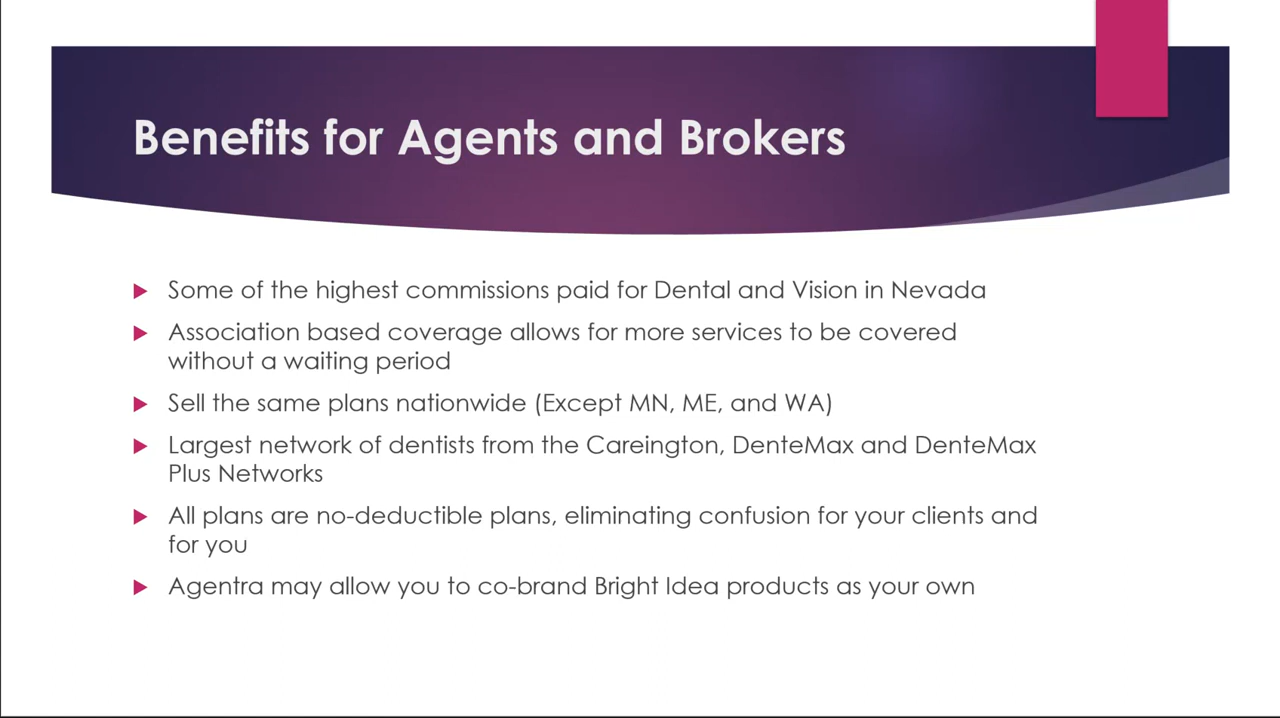 Benefits for Agents and Brokers
Some of the highest commissions paid for Dental and Vision in Nevada
Association based coverage allows for more services to be covered
without a waiting period
Sell the same plans nationwide (Except MN, ME, and WA)
Largest network of dentists from the Careington, DenteMax and DenteMax
Plus Networks
All plans are no-deductible plans, eliminating confusion for your clients and
for you
Agentra may allow you to co-brand Bright Idea products as your own